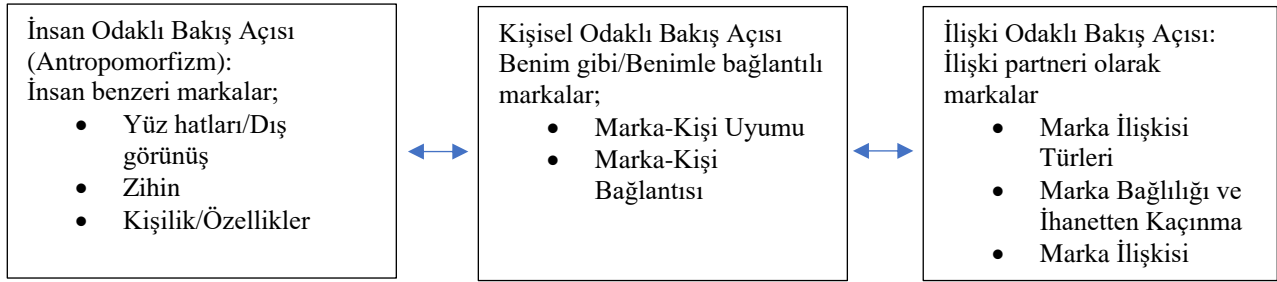 İnsan Odaklı Bakış Açısı
(Antropomorfizm):
İnsan benzeri markalar;
• Yüz hatları/Dış
görünüş
• Zihin
• Kişilik/Özellikler
Kişisel Odaklı Bakış Açısı
Benim gibi/Benimle bağlantılı
markalar;
• Marka-Kişi Uyumu
• Marka-Kişi
Bağlantısı
İlişki Odaklı Bakış Açısı:
İlişki partneri olarak
markalar
• Marka İlişkisi
Türleri
• Marka Bağlılığı ve
İhanetten Kaçınma
• Marka İlişkisi